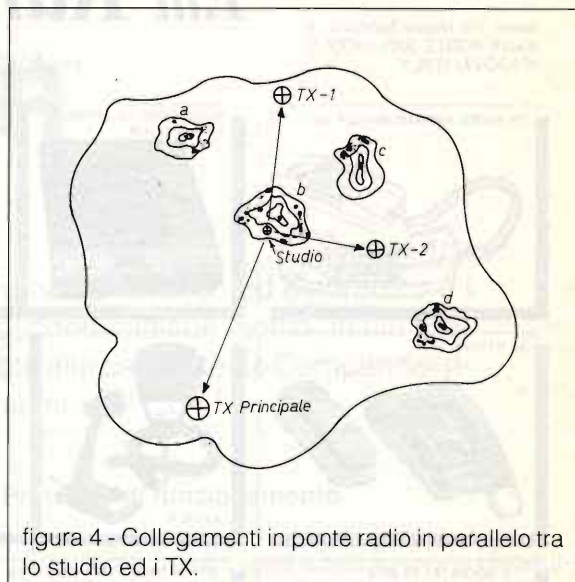 a
TX-1
c
b
Studio
TX-2
d
TX Principale
figura 4 - Collegamenti in ponte radio in parallelo tra
lo studio ed i TX.